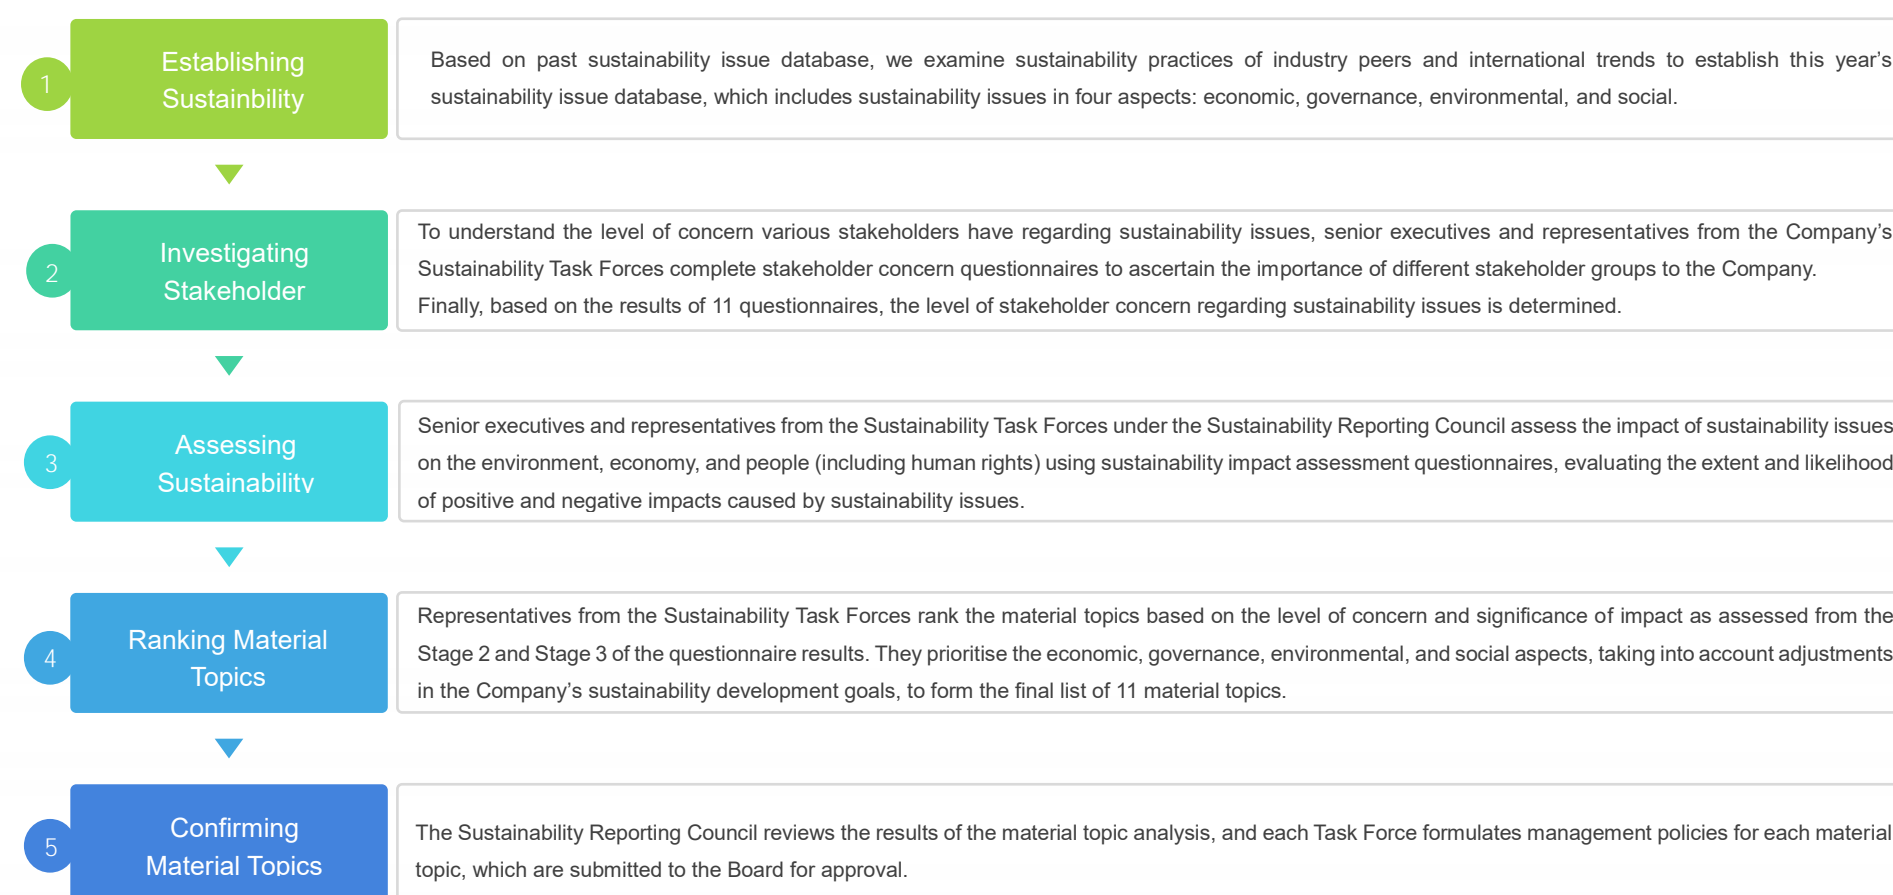 1
Establishing
Sustainbility
Based on past sustainability issue database, we examine sustainability practices of industry peers and international trends to establish this year’s
sustainability issue database, which includes sustainability issues in four aspects: economic, governance, environmental, and social.
2
Investigating
Stakeholder
To understand the level of concern various stakeholders have regarding sustainability issues, senior executives and representatives from the Company’s
Sustainability Task Forces complete stakeholder concern questionnaires to ascertain the importance of different stakeholder groups to the Company.
Finally, based on the results of 11 questionnaires, the level of stakeholder concern regarding sustainability issues is determined.
3
Assessing
Sustainability
Senior executives and representatives from the Sustainability Task Forces under the Sustainability Reporting Council assess the impact of sustainability issues
on the environment, economy, and people (including human rights) using sustainability impact assessment questionnaires, evaluating the extent and likelihood
of positive and negative impacts caused by sustainability issues.
4
Ranking Material
Topics
Representatives from the Sustainability Task Forces rank the material topics based on the level of concern and significance of impact as assessed from the
Stage 2 and Stage 3 of the questionnaire results. They prioritise the economic, governance, environmental, and social aspects, taking into account adjustments
in the Company’s sustainability development goals, to form the final list of 11 material topics.
5
Confirming
Material Topics
The Sustainability Reporting Council reviews the results of the material topic analysis, and each Task Force formulates management policies for each material
topic, which are submitted to the Board for approval.